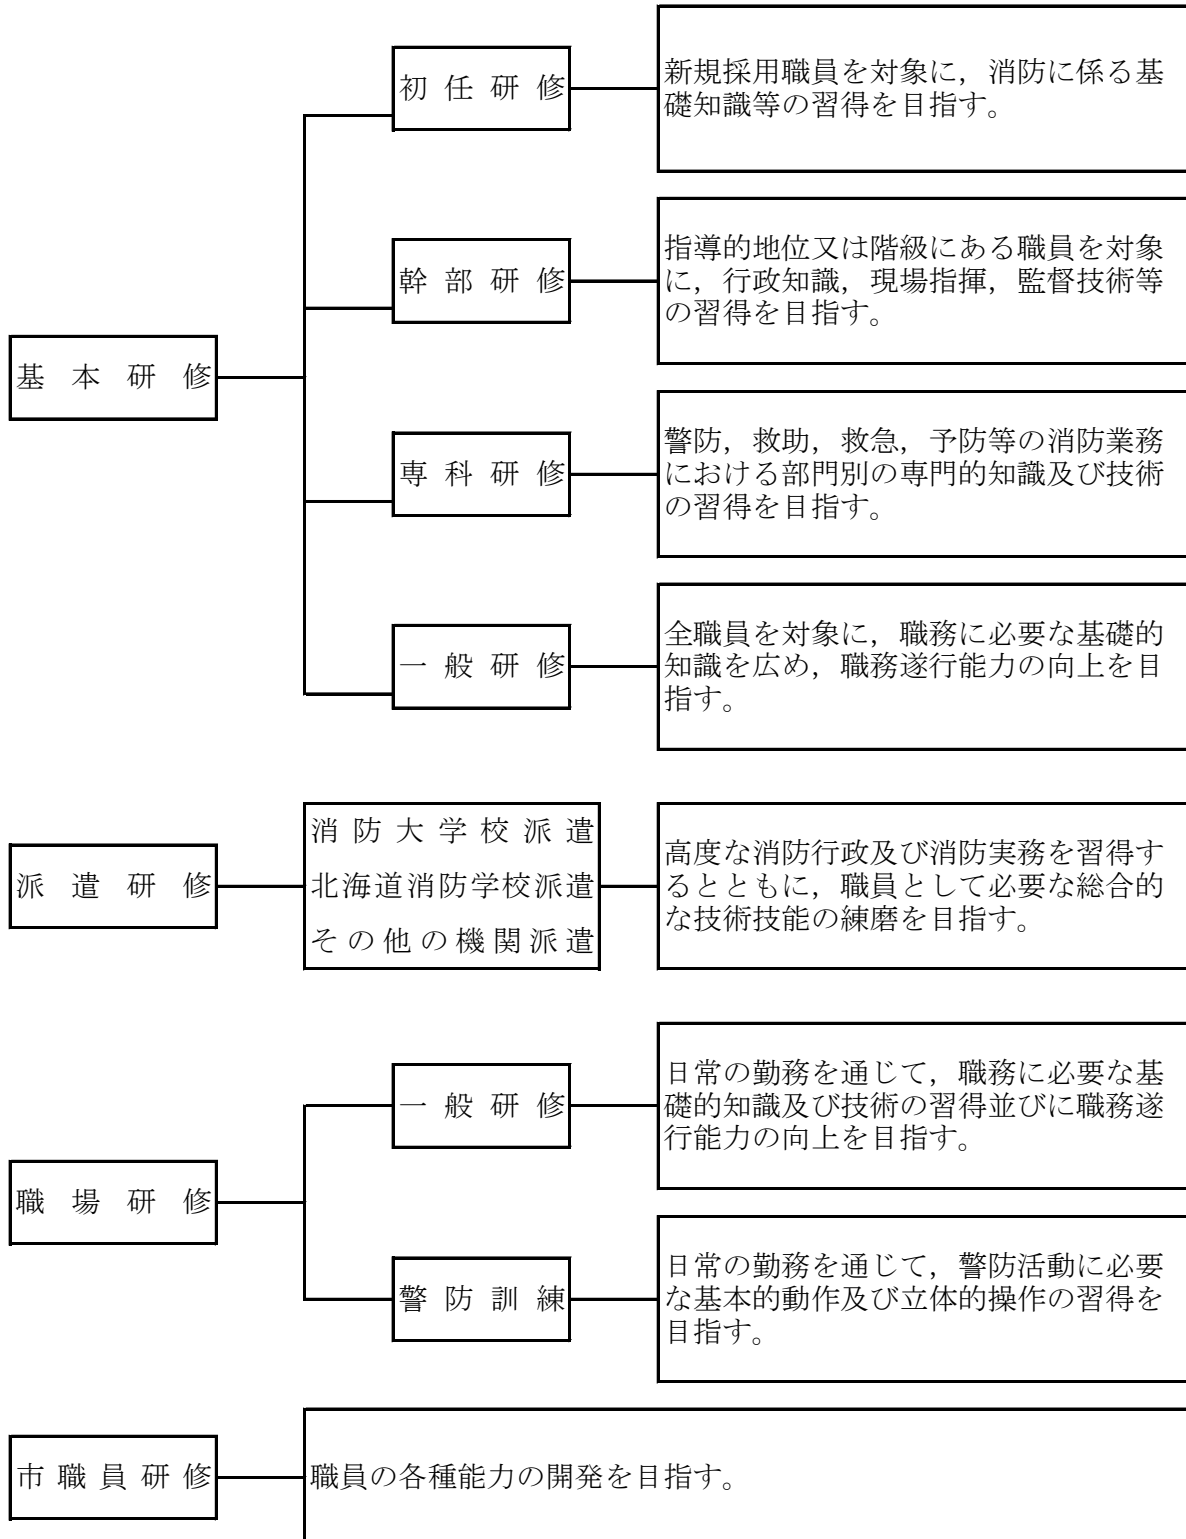 初任研修
新規採用職員を対象に，消防に係る基
礎知識等の習得を目指す。
幹部研修
指導的地位又は階級にある職員を対象
に，行政知識，現場指揮，監督技術等
の習得を目指す。
基本研修
専科研修
警防，救助，救急，予防等の消防業務
における部門別の専門的知識及び技術
の習得を目指す。
一般研修
全職員を対象に，職務に必要な基礎的
知識を広め，職務遂行能力の向上を目
指す。
派遣研修
消防大学校派遣
北海道消防学校派遣
その他の機関派遣
高度な消防行政及び消防実務を習得す
るとともに，職員として必要な総合的
な技術技能の練磨を目指す。
職場研修
一般研修
日常の勤務を通じて，職務に必要な基
礎的知識及び技術の習得並びに職務遂
行能力の向上を目指す。
警防訓練
日常の勤務を通じて，警防活動に必要
な基本的動作及び立体的操作の習得を
目指す。
市職員研修
職員の各種能力の開発を目指す。